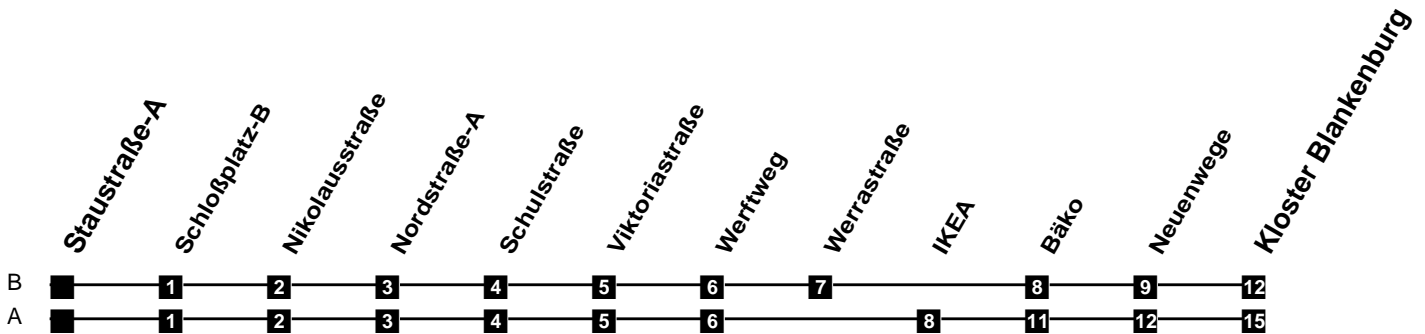 Staustraße-A
Schloßplatz-B
Nikolausstraße
Nordstraße-A
Schulstraße
Viktoriastraße
Werftweg
Werrastraße
IKEA
Bäko
Neuenwege
Kloster Blankenburg
B 1 2 3 4 5 6 7 8 9 12
A 1 2 3 4 5 6 8 11 12 15